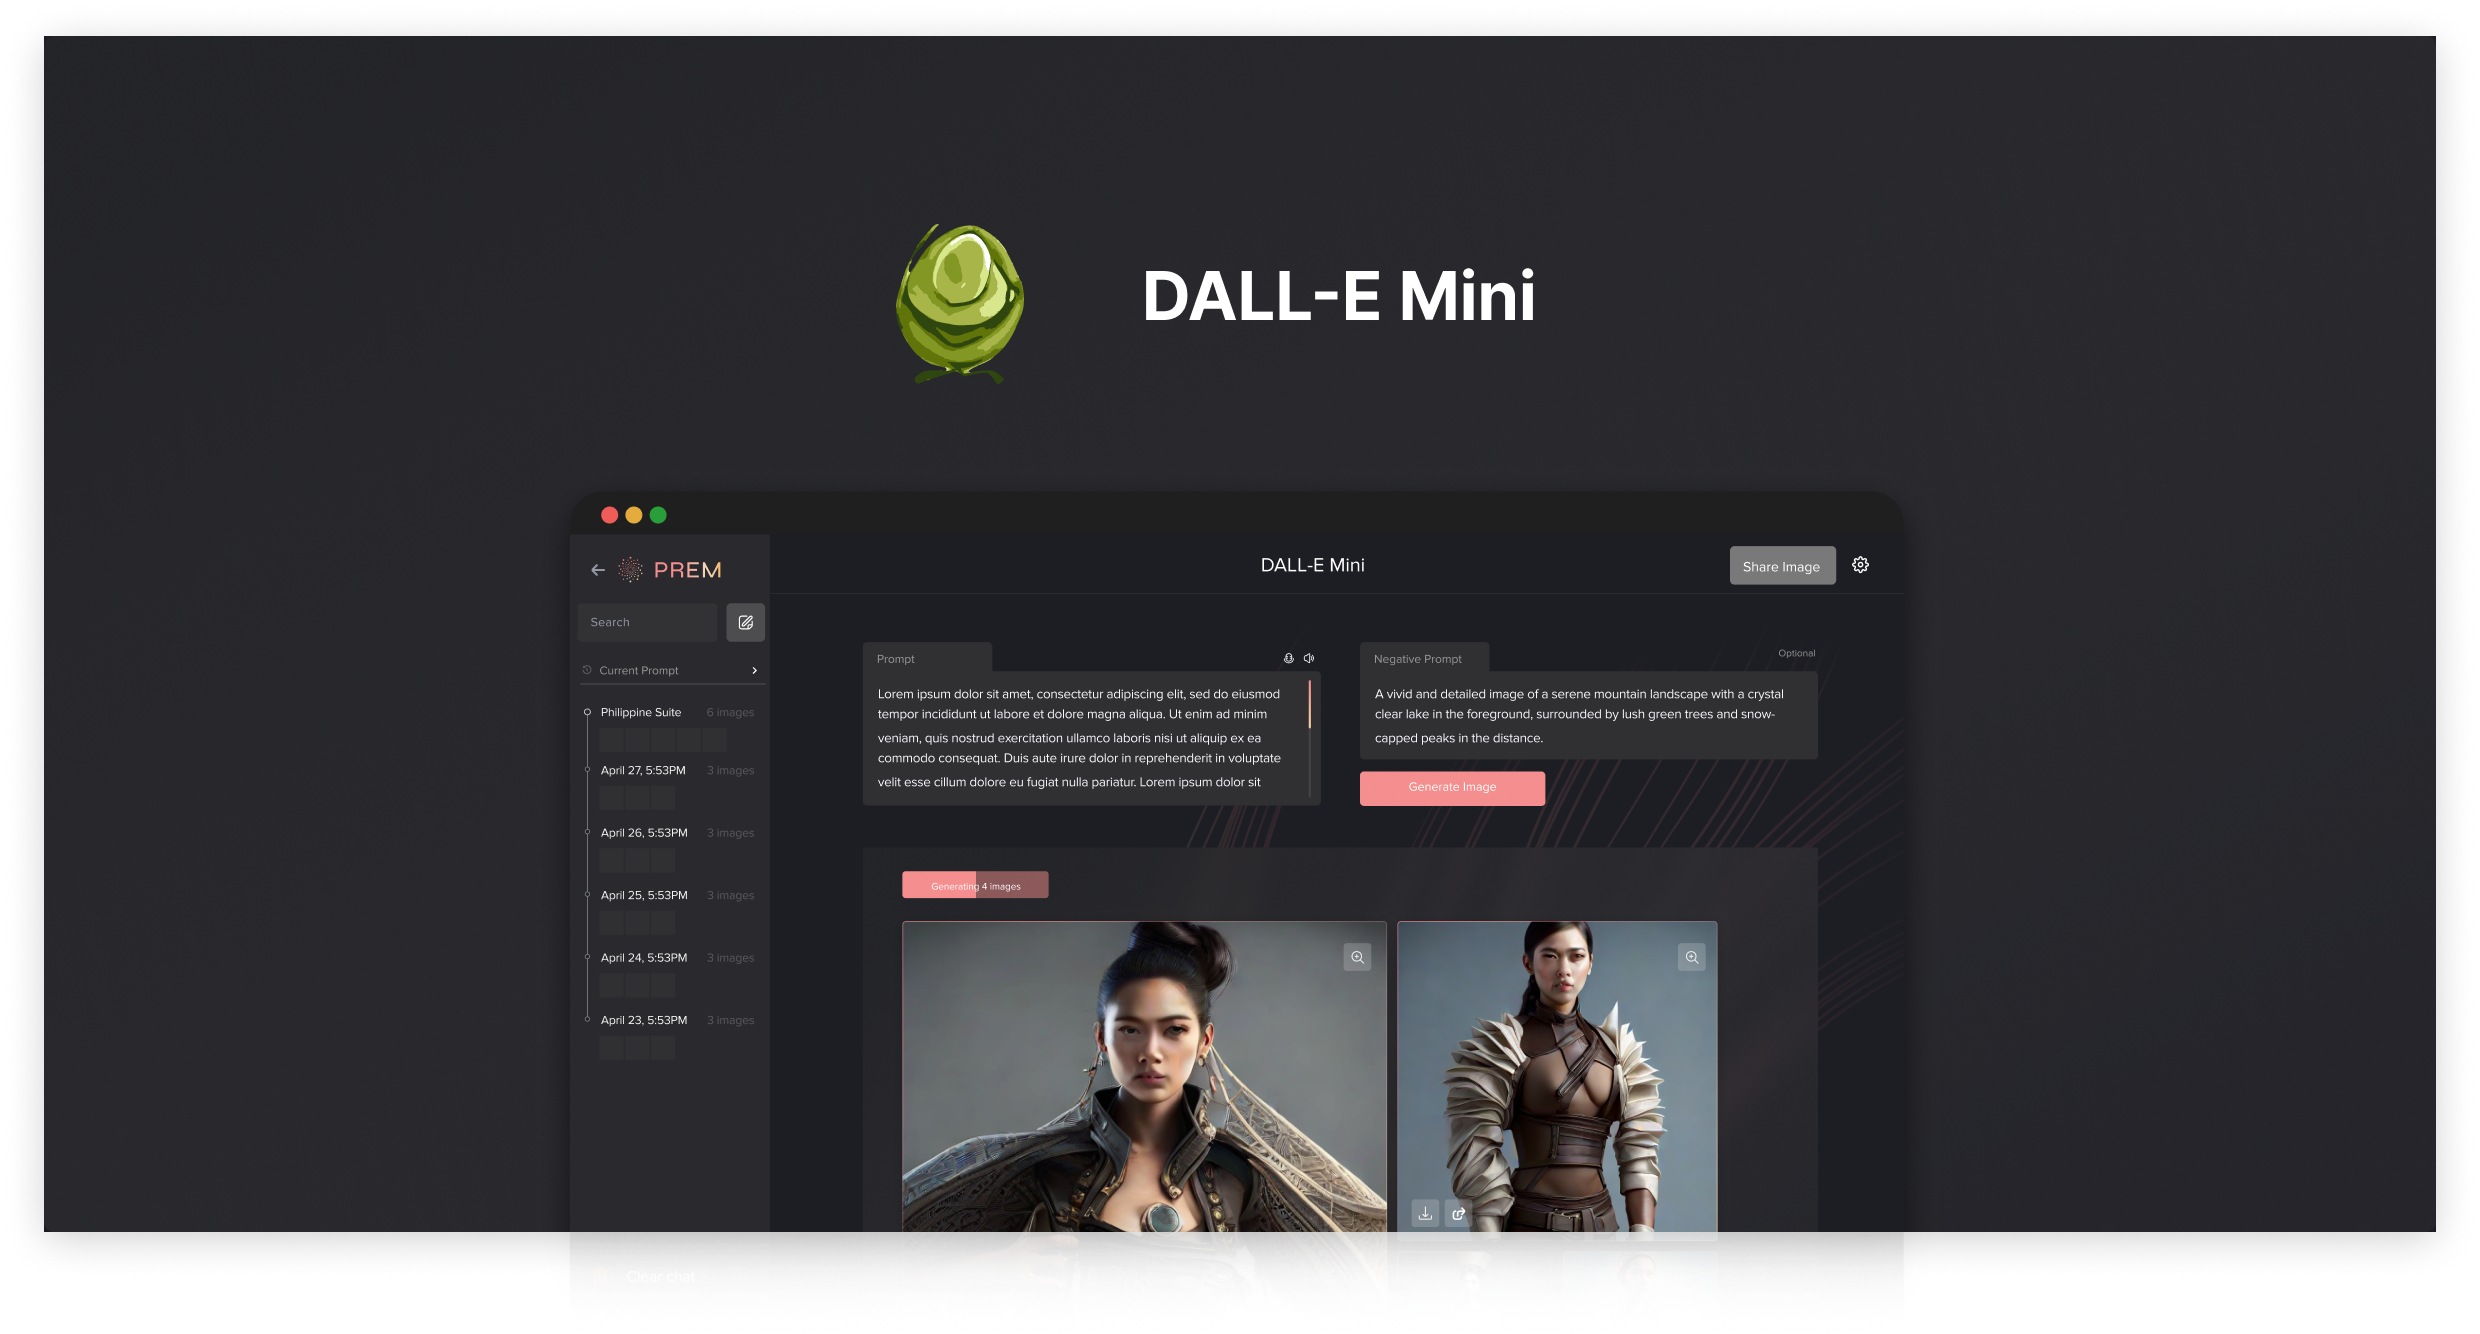 DALL-E Mini
PREM
DALL-E Mini
Share Image
Search
Current Prompt
Philippine Suite 6 images
April 27, 5:53PM 3 images
April 26, 5:53PM 3 images
April 25, 5:53PM 3 images
April 24, 5:53PM 3 images
April 23, 5:53PM 3 images
Prompt
Lorem ipsum dolor sit amet, consectetur adipiscing elit, sed do eiusmod
tempor incididunt ut labore et dolore magna aliqua. Ut enim ad minim
veniam, quis nostrud exercitation ullamco laboris nisi ut aliquip ex ea
commodo consequat. Duis aute irure dolor in reprehenderit in voluptate
velit esse cillum dolore eu fugiat nulla pariatur. Lorem ipsum dolor sit
Negative Prompt
Optional
A vivid and detailed image of a serene mountain landscape with a crystal
clear lake in the foreground, surrounded by lush green trees and snow-
capped peaks in the distance.
Generate Image
Generating 4 images
Clear chat